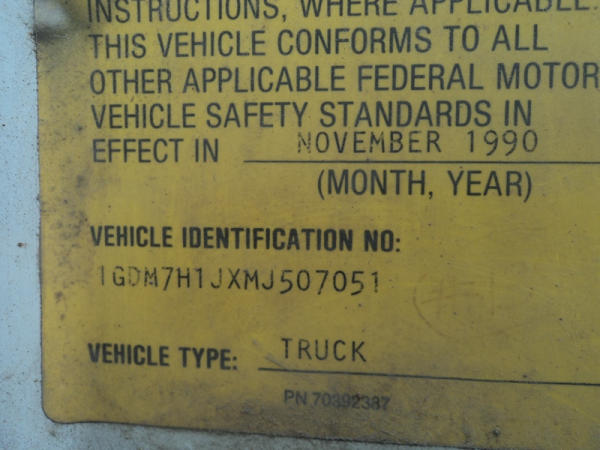 INSTRUCTIONS, WHERE APPLICABLE.
THIS VEHICLE CONFORMS TO ALL
OTHER APPLICABLE FEDERAL MOTOR
VEHICLE SAFETY STANDARDS IN
EFFECT IN NOVEMBER 1990
(MONTH, YEAR)
VEHICLE IDENTIFICATION NO:
1GDM7H1JXMJ507051
VEHICLE TYPE: TRUCK
PN 70392387